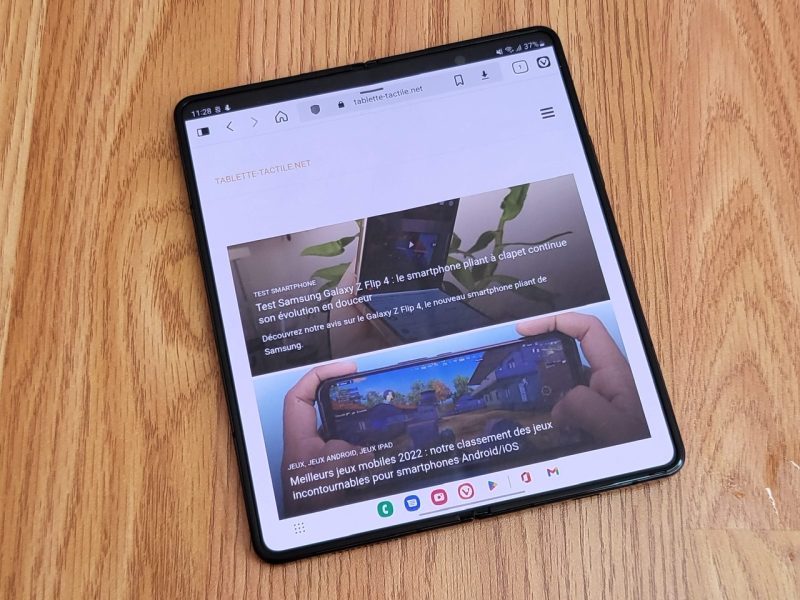 11:28
37%
tablette-tactile.net
1
TABLETTE-TACTILE.NET
TEST SMARTPHONE
Test Samsung Galaxy Z Flip 4 : le smartphone pliant à clapet continue
son évolution en douceur
Découvrez notre avis sur le Galaxy Z Flip 4, le nouveau smartphone pliant de
Samsung.
JEUX, JEUX ANDROID, JEUX IPAD
Meilleurs jeux mobiles 2022 : notre classement des jeux
incontournables pour smartphones Android/iOS